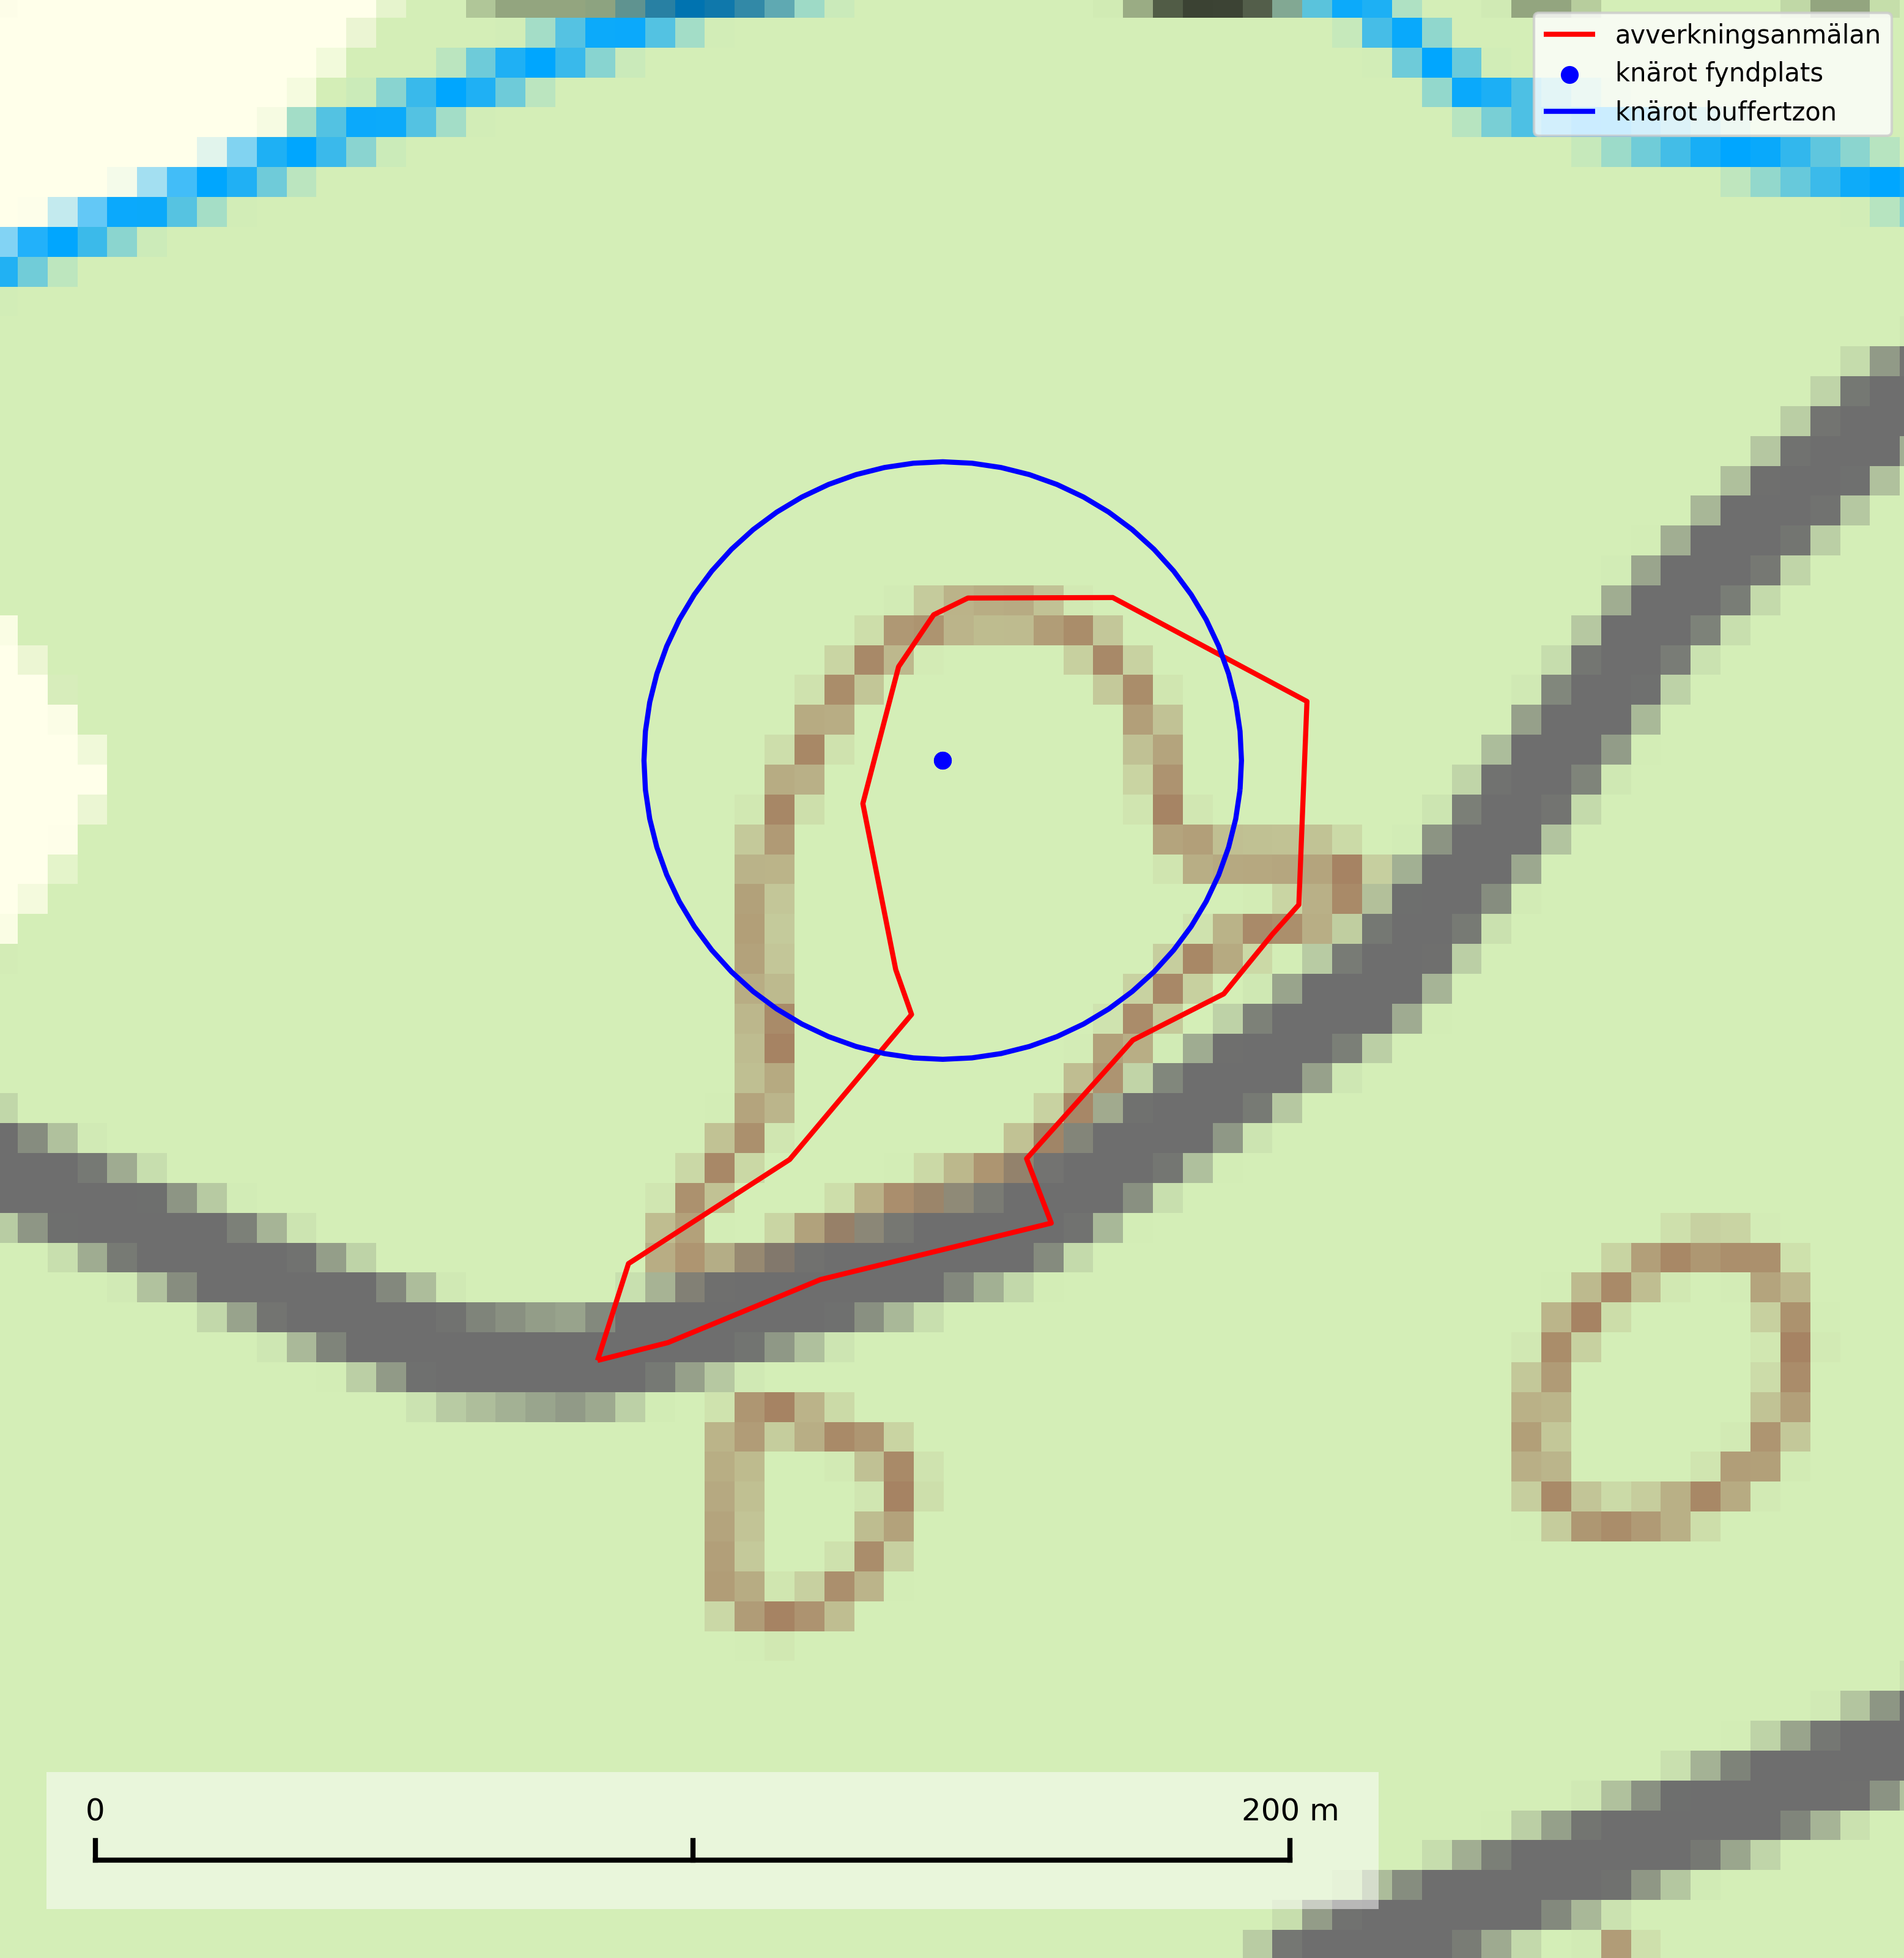 avverkningsanmälan
knärot fyndplats
knärot buffertzon
0
200 m